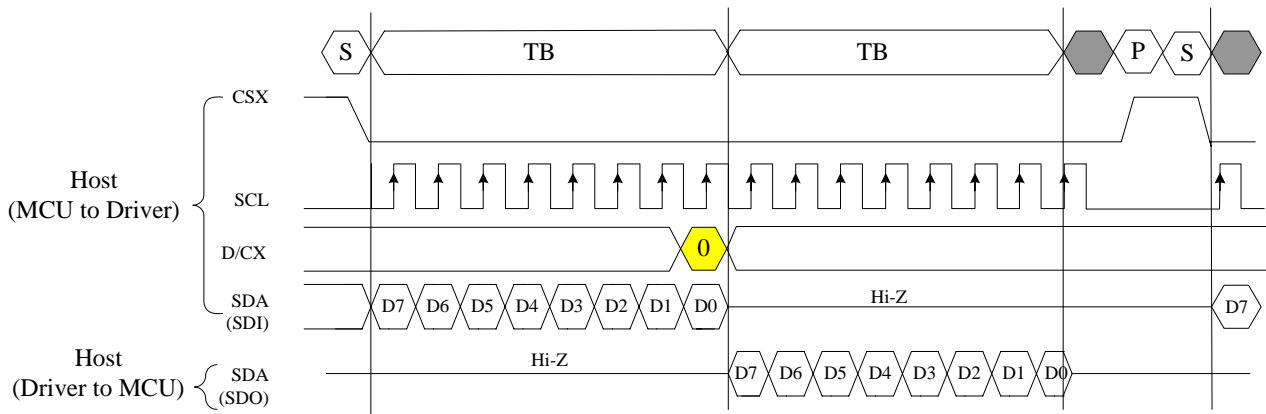 S TB TB P S
CSX
Host
(MCU to Driver)
SCL
D/CX 0
SDA
(SDI)
D7 D6 D5 D4 D3 D2 D1 D0 Hi-Z D7
Host
(Driver to MCU)
SDA
(SDO)
Hi-Z D7 D6 D5 D4 D3 D2 D1 D0